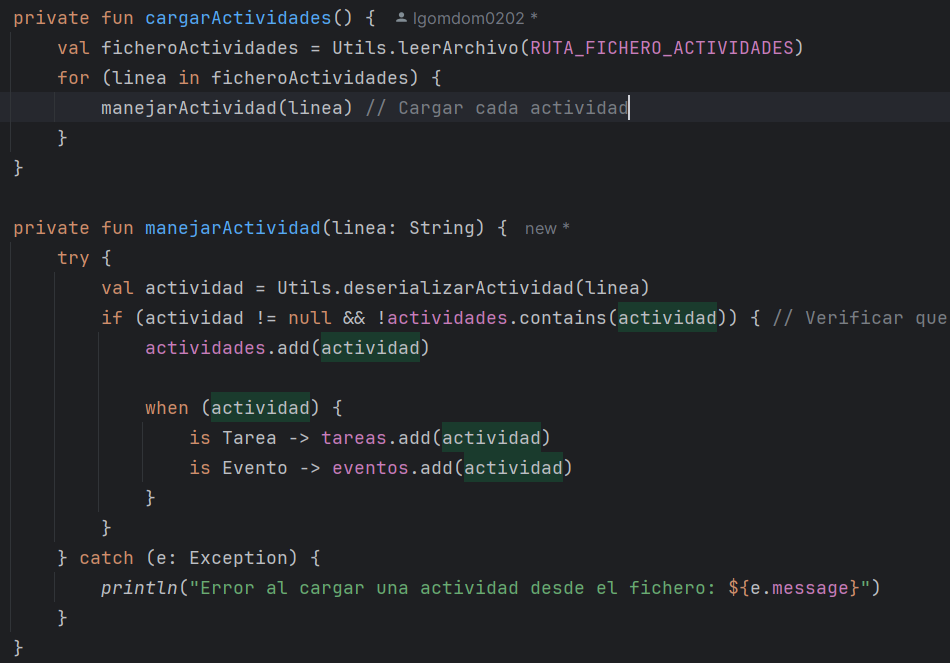 private fun cargarActividades() { lgomdom0202 *
    val ficheroActividades = Utils.leerArchivo(RUTA_FICHERO_ACTIVIDADES)
    for (linea in ficheroActividades) {
        manejarActividad(linea) // Cargar cada actividad
    }
}
private fun manejarActividad(linea: String) { new *
    try {
        val actividad = Utils.deserializarActividad(linea)
        if (actividad != null && !actividades.contains(actividad)) { // Verificar que
            actividades.add(actividad)
            when (actividad) {
                is Tarea -> tareas.add(actividad)
                is Evento -> eventos.add(actividad)
            }
        }
    } catch (e: Exception) {
        println("Error al cargar una actividad desde el fichero: ${e.message}")
    }
}